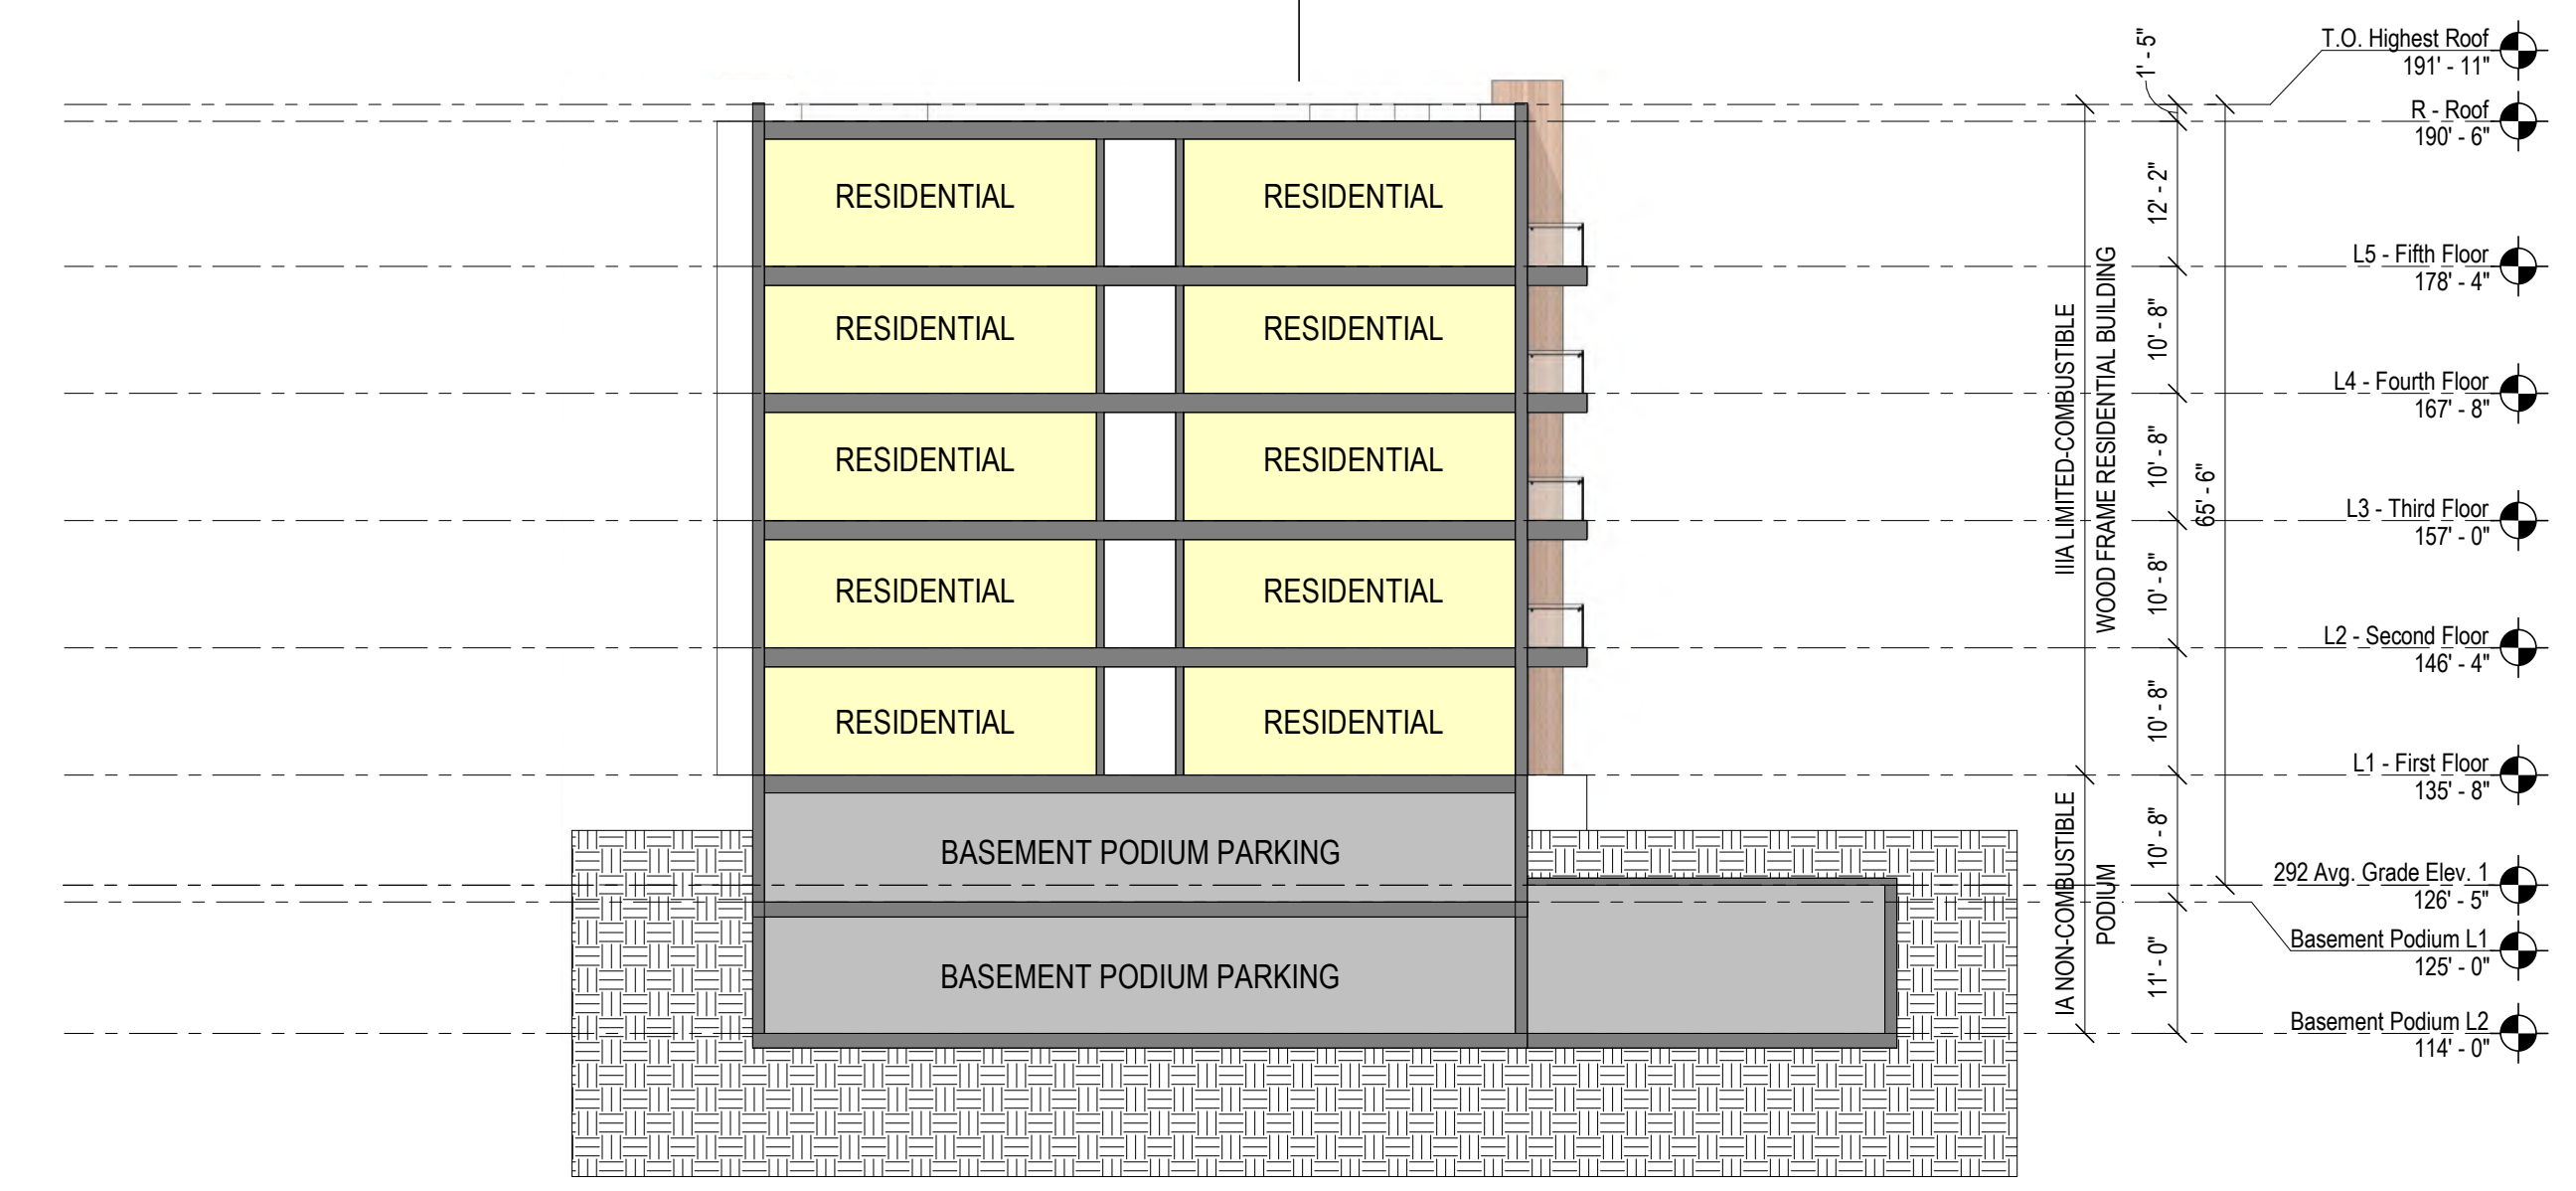 T.O. Highest Roof
191' - 11"
1' - 5"
R - Roof
190' - 6"
RESIDENTIAL RESIDENTIAL
12' - 2"
L5 - Fifth Floor
178' - 4"
RESIDENTIAL RESIDENTIAL
10' - 8"
L4 - Fourth Floor
167' - 8"
RESIDENTIAL RESIDENTIAL
10' - 8"
IIIA LIMITED-COMBUSTIBLE
WOOD FRAME RESIDENTIAL BUILDING
65' - 6"
L3 - Third Floor
157' - 0"
RESIDENTIAL RESIDENTIAL
10' - 8"
L2 - Second Floor
146' - 4"
RESIDENTIAL RESIDENTIAL
10' - 8"
L1 - First Floor
135' - 8"
BASEMENT PODIUM PARKING
10' - 8"
292 Avg. Grade Elev. 1
126' - 5"
IA NON-COMBUSTIBLE
PODIUM
Basement Podium L1
125' - 0"
BASEMENT PODIUM PARKING
11' - 0"
Basement Podium L2
114' - 0"